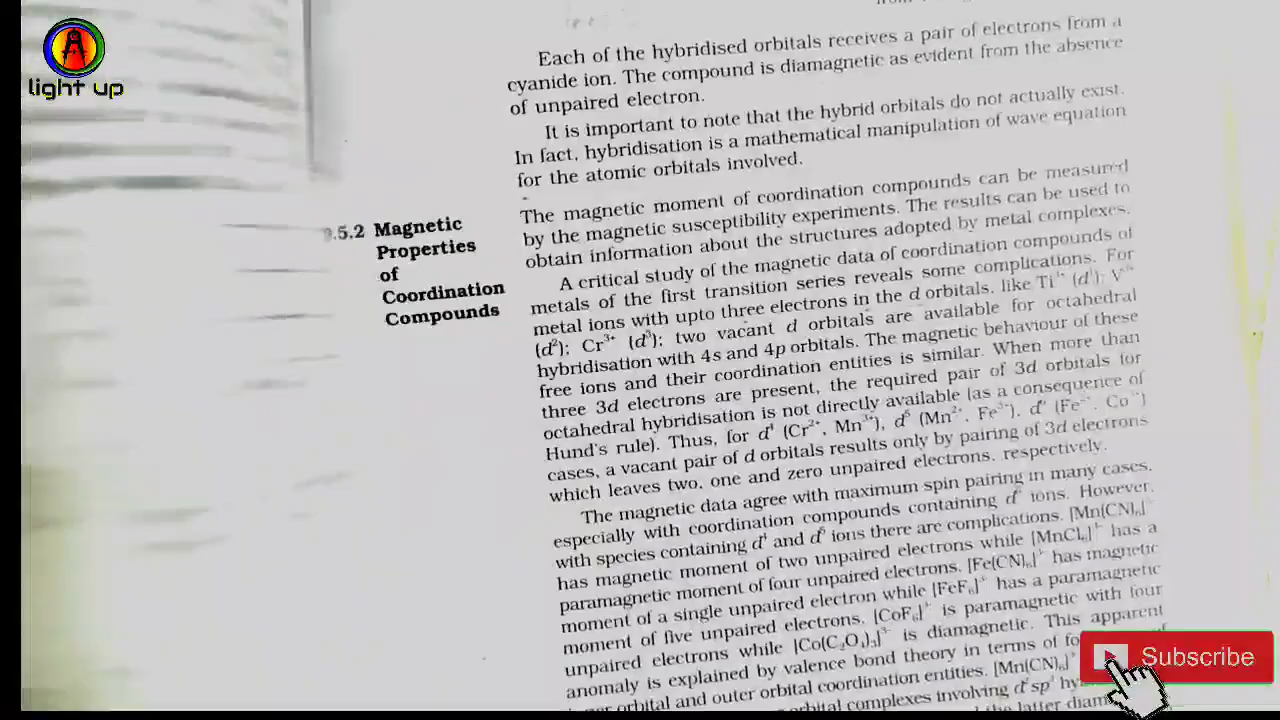 light up
Each of the hybridised orbitals receives a pair of electrons from a
cyanide ion. The compound is diamagnetic as evident from the absence
of unpaired electron.
It is important to note that the hybrid orbitals do not actually exist.
In fact, hybridisation is a mathematical manipulation of wave equation
for the atomic orbitals involved.
.5.2 Magnetic
Properties
of
Coordination
Compounds
The magnetic moment of coordination compounds can be measured
by the magnetic susceptibility experiments. The results can be used to
obtain information about the structures adopted by metal complexes.
A critical study of the magnetic data of coordination compounds of
metals of the first transition series reveals some complications. For
metal ions with upto three electrons in the d orbitals, like Ti³⁺ (d¹); V³⁺
(d²); Cr³⁺ (d³); two vacant d orbitals are available for octahedral
hybridisation with 4s and 4p orbitals. The magnetic behaviour of these
free ions and their coordination entities is similar. When more than
three 3d electrons are present, the required pair of 3d orbitals for
octahedral hybridisation is not directly available (as a consequence of
Hund's rule). Thus, for d⁴ (Cr²⁺, Mn³⁺), d⁵ (Mn²⁺, Fe³⁺), d⁶ (Fe²⁺, Co³⁺)
cases, a vacant pair of d orbitals results only by pairing of 3d electrons
which leaves two, one and zero unpaired electrons, respectively.
The magnetic data agree with maximum spin pairing in many cases,
especially with coordination compounds containing d⁶ ions. However,
with species containing d⁴ and d⁵ ions there are complications. [Mn(CN)₆]³⁻
has magnetic moment of two unpaired electrons while [MnCl₆]³⁻ has a
paramagnetic moment of four unpaired electrons. [Fe(CN)₆]³⁻ has magnetic
moment of a single unpaired electron while [FeF₆]³⁻ has a paramagnetic
moment of five unpaired electrons. [CoF₆]³⁻ is paramagnetic with four
unpaired electrons while [Co(C₂O₄)₃]³⁻ is diamagnetic. This apparent
anomaly is explained by valence bond theory in terms of
orbital and outer orbital coordination entities. [Mn(CN)₆]³⁻
orbital complexes involving d²sp³
the latter
Subscribe